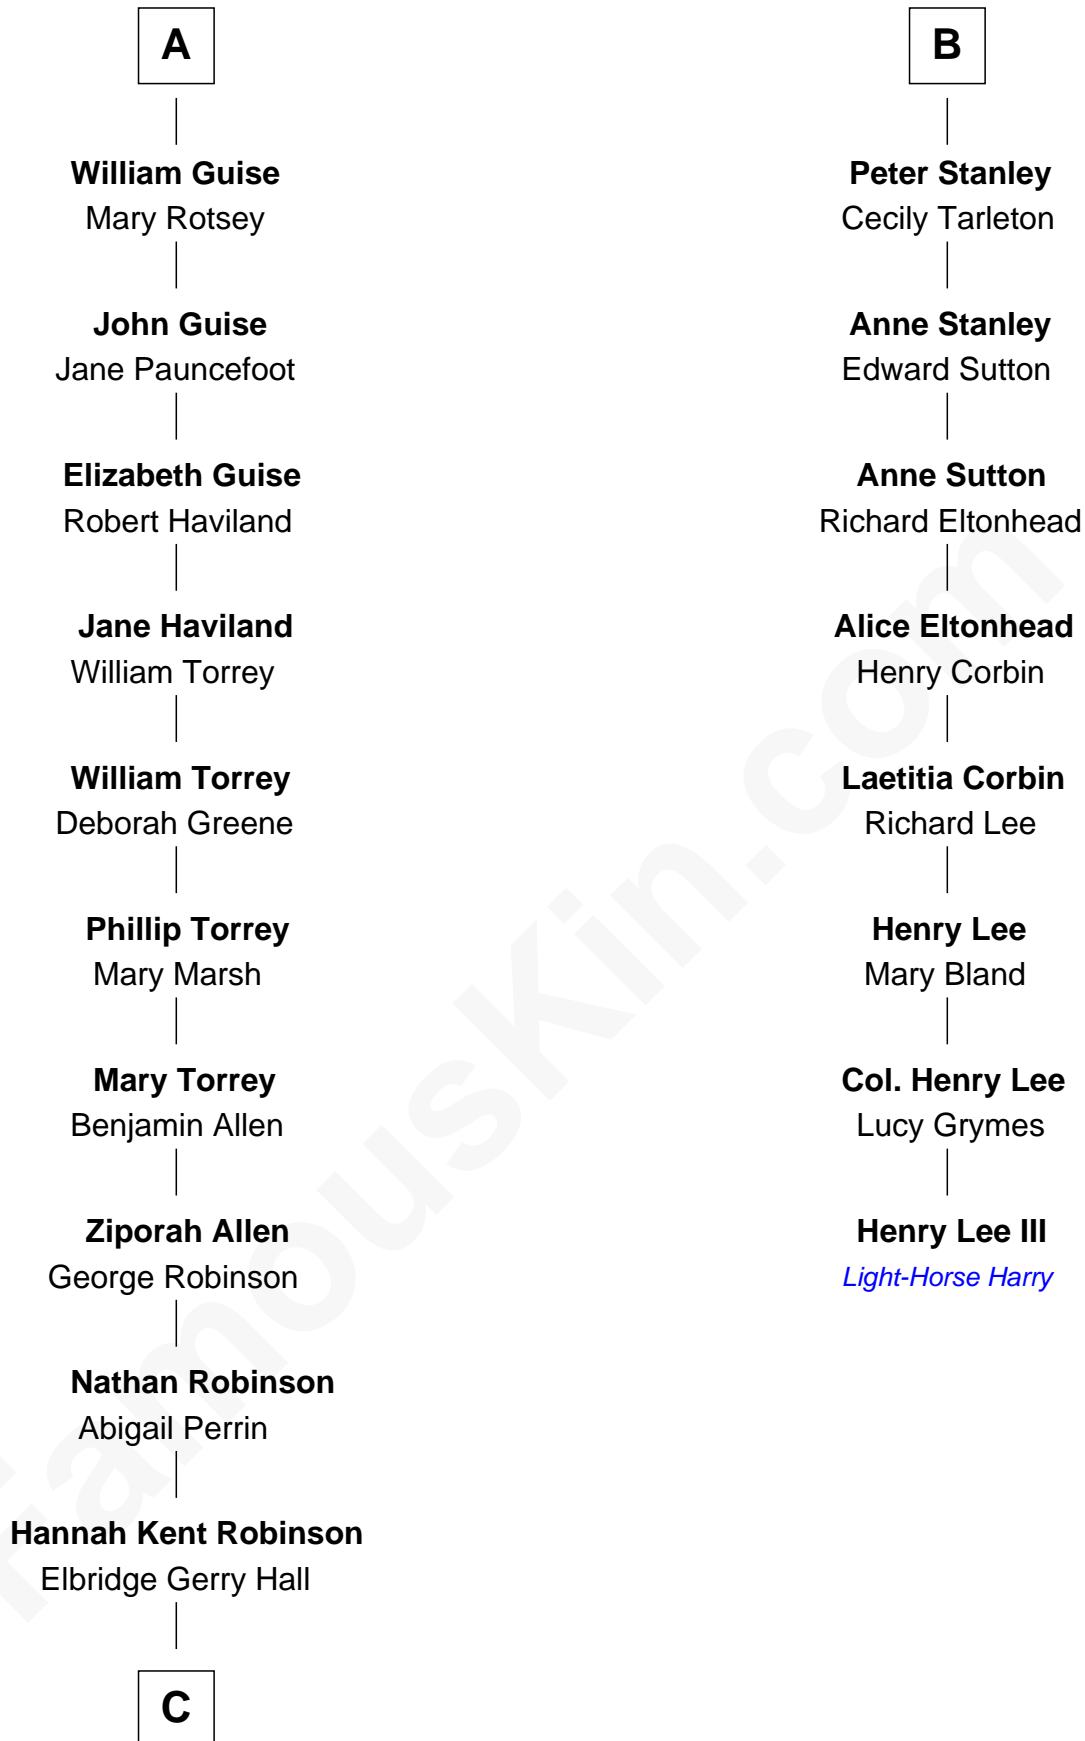 A
William Guise
Mary Rotsey
John Guise
Jane Pauncefoot
Elizabeth Guise
Robert Haviland
Jane Haviland
William Torrey
William Torrey
Deborah Greene
Phillip Torrey
Mary Marsh
Mary Torrey
Benjamin Allen
Ziporah Allen
George Robinson
Nathan Robinson
Abigail Perrin
Hannah Kent Robinson
Elbridge Gerry Hall
C
B
Peter Stanley
Cecily Tarleton
Anne Stanley
Edward Sutton
Anne Sutton
Richard Eltonhead
Alice Eltonhead
Henry Corbin
Laetitia Corbin
Richard Lee
Henry Lee
Mary Bland
Col. Henry Lee
Lucy Grymes
Henry Lee III
Light-Horse Harry
FamousKin.com